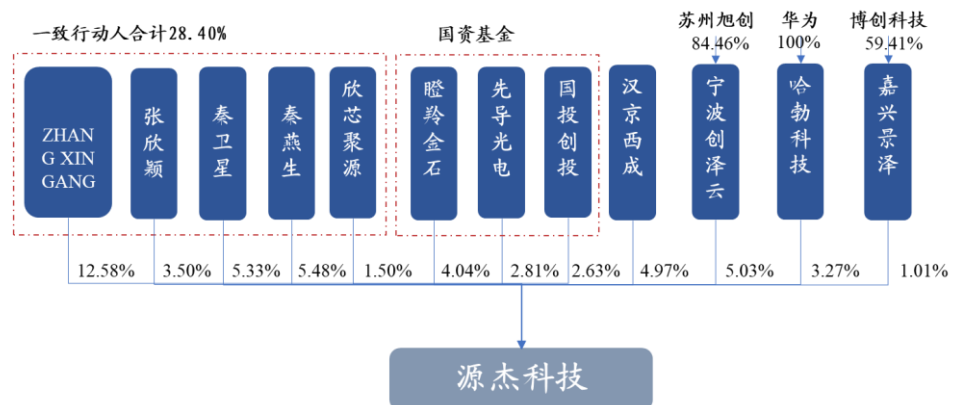 一致行动人合计28.40%
国资基金
苏州旭创
84.46%
华为
100%
博创科技
59.41%
ZHAN
G XIN
GANG
张欣颖
秦卫星
秦燕生
欣芯聚源
瞪羚金石
先导光电
国投创投
汉京西成
宁波创泽云
哈勃科技
嘉兴景泽
12.58%
3.50%
5.33%
5.48%
1.50%
4.04%
2.81%
2.63%
4.97%
5.03%
3.27%
1.01%
源杰科技